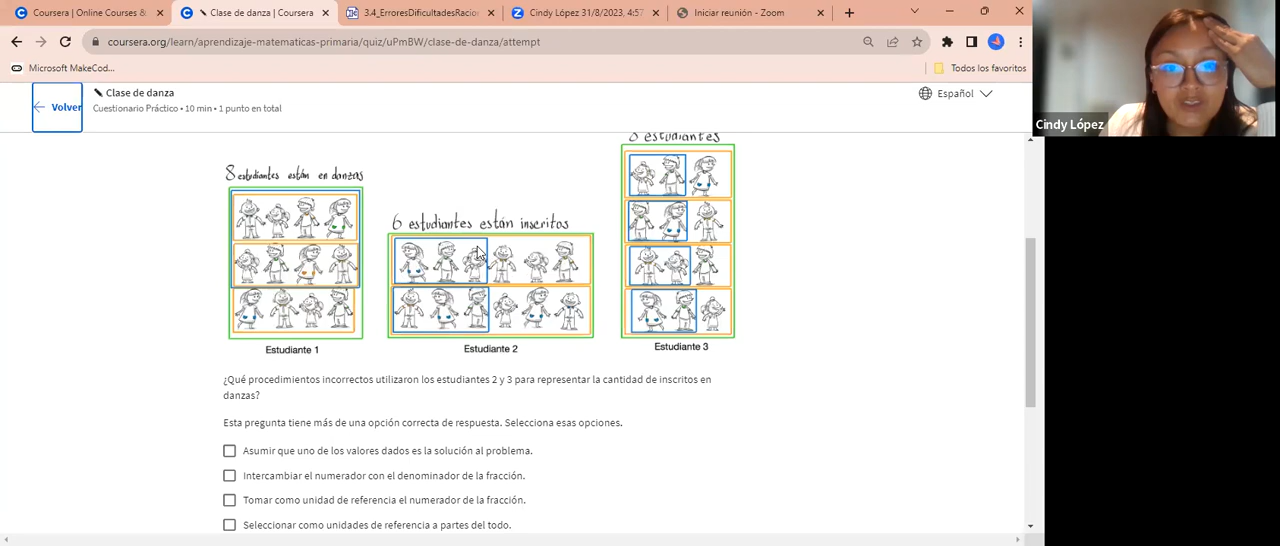 Coursera | Online Courses &
Clase de danza | Coursera
3.4_ErroresDificultadesRacio
Cindy López 31/8/2023, 4:57
Iniciar reunión - Zoom
coursera.org/learn/aprendizaje-matematicas-primaria/quiz/uPmBW/clase-de-danza/attempt
Microsoft MakeCod...
Todos los favoritos
Volver
Clase de danza
Cuestionario Práctico • 10 min • 1 punto en total
Español
Cindy López
8 estudiantes están en danzas
6 estudiantes están inscritos
estudiantes
Estudiante 1
Estudiante 2
Estudiante 3
¿Qué procedimientos incorrectos utilizaron los estudiantes 2 y 3 para representar la cantidad de inscritos en
danzas?
Esta pregunta tiene más de una opción correcta de respuesta. Selecciona esas opciones.
Asumir que uno de los valores dados es la solución al problema.
Intercambiar el numerador con el denominador de la fracción.
Tomar como unidad de referencia el numerador de la fracción.
Seleccionar como unidades de referencia a partes del todo.